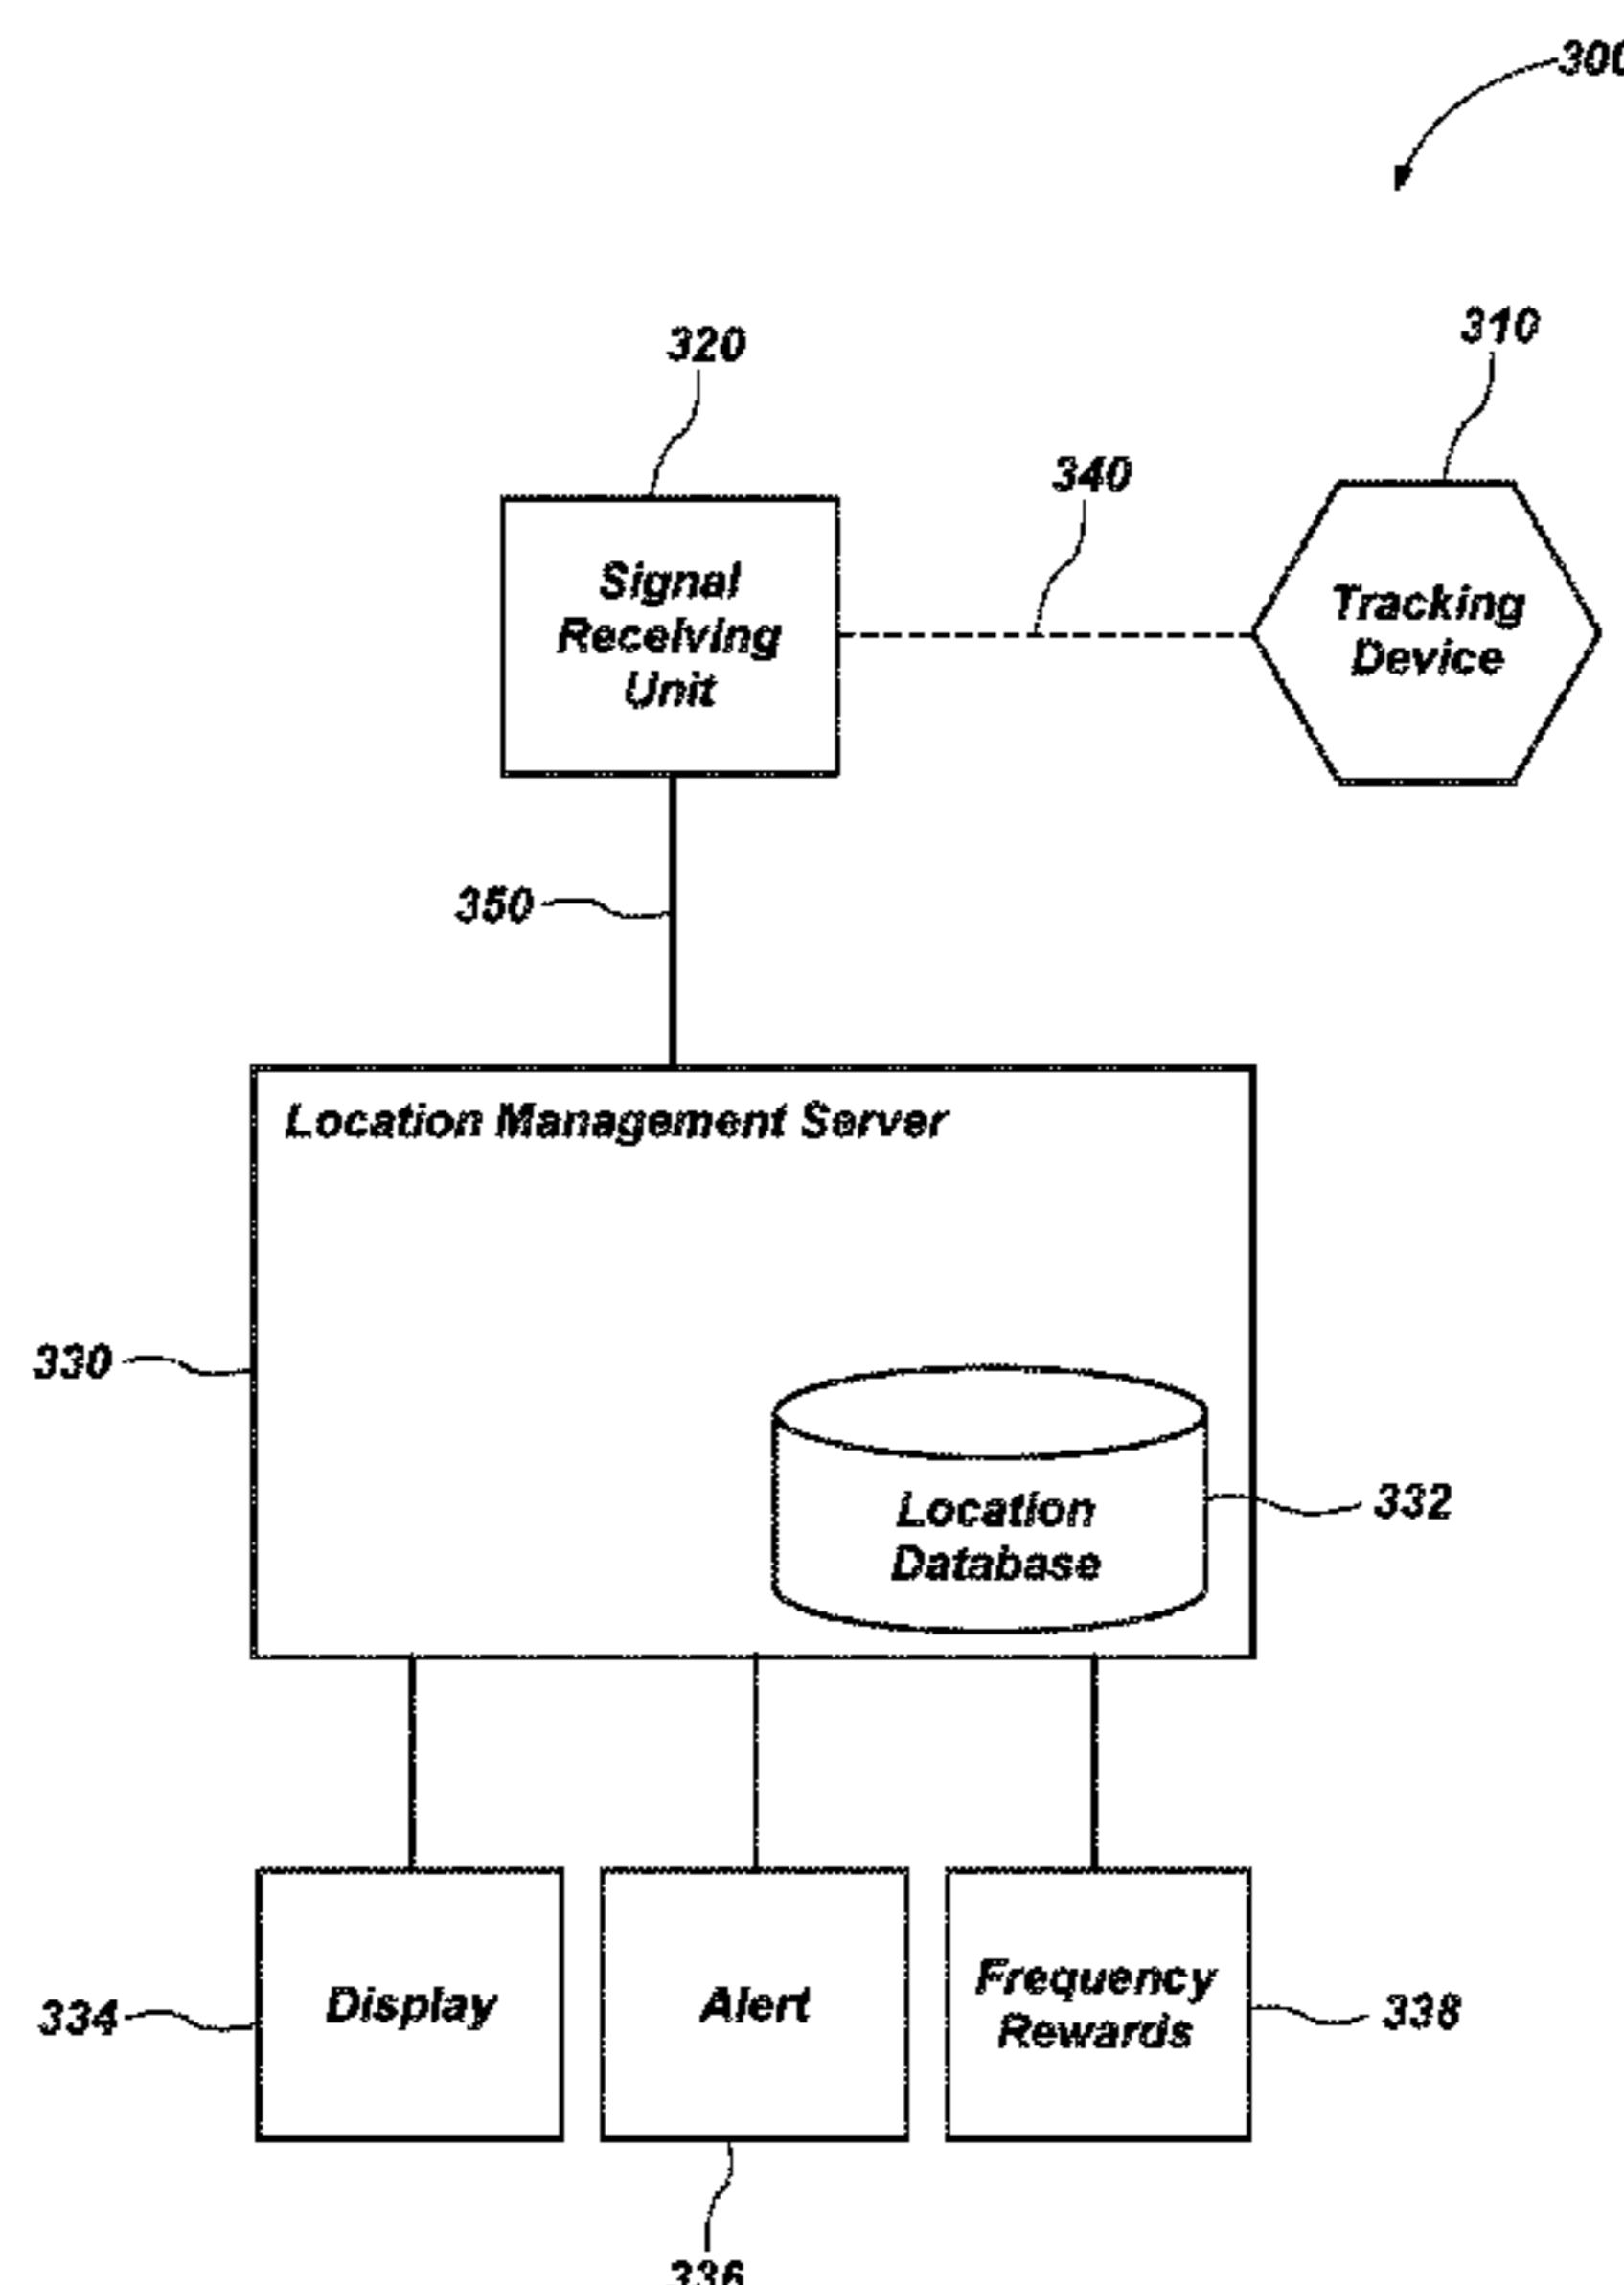 300
320
310
340
Signal
Receiving
Unit
Tracking
Device
350
Location Management Server
330
Location
Database
332
Display
Alert
Frequency
Rewards
334
338
336